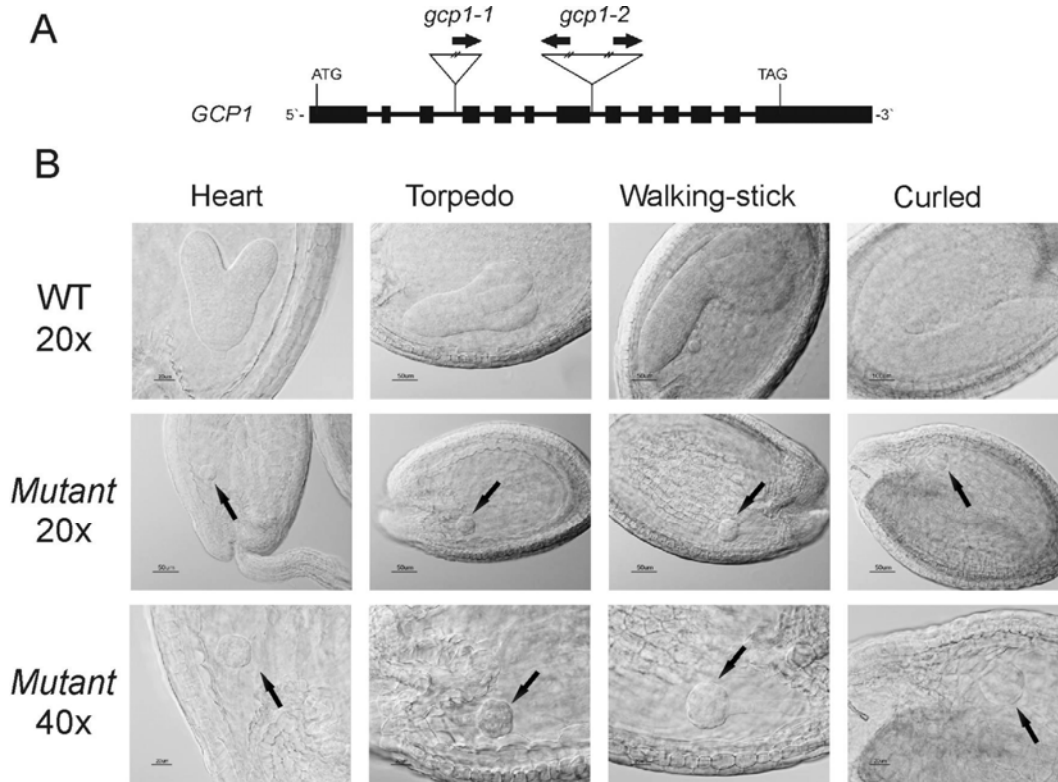 A
gcp1-1 gcp1-2
ATG TAG
GCP1 5`- -3`
B
Heart Torpedo Walking-stick Curled
WT
20x
50um 50um
Mutant
20x
50um 50um 50um 50um
Mutant
40x
20um